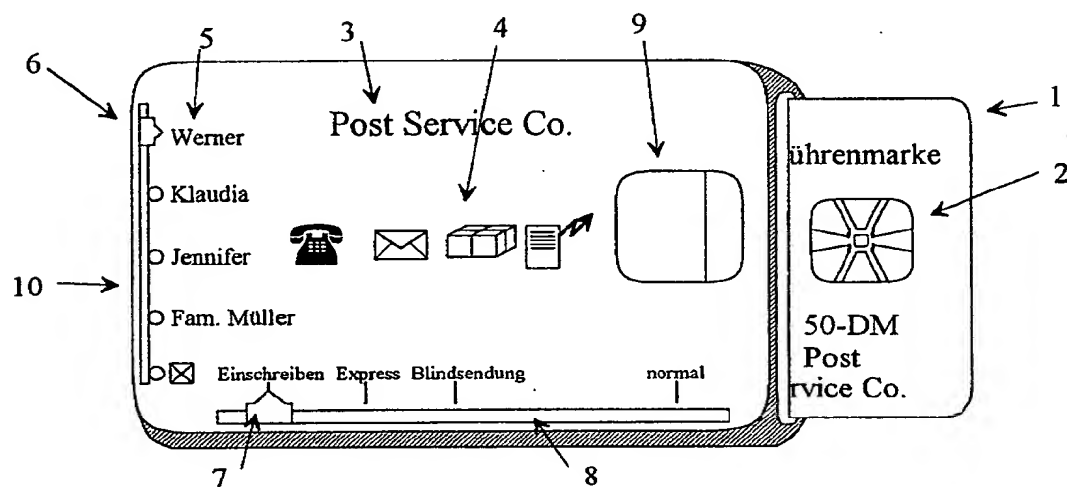 3
4
9
5
6
1
Werner
Post Service Co.
ührenmarke
2
Klaudia
Jennifer
10
Fam. Müller
50-DM
Post
rvice Co.
Einschreiben Express Blindsendung normal
7
8